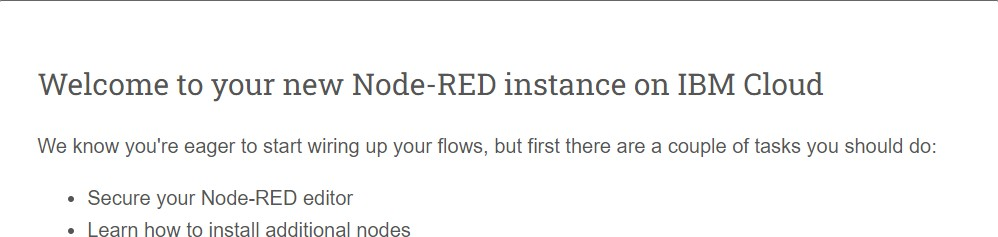 Welcome to your new Node-RED instance on IBM Cloud
We know you're eager to start wiring up your flows, but first there are a couple of tasks you should do:
• Secure your Node-RED editor
• Learn how to install additional nodes